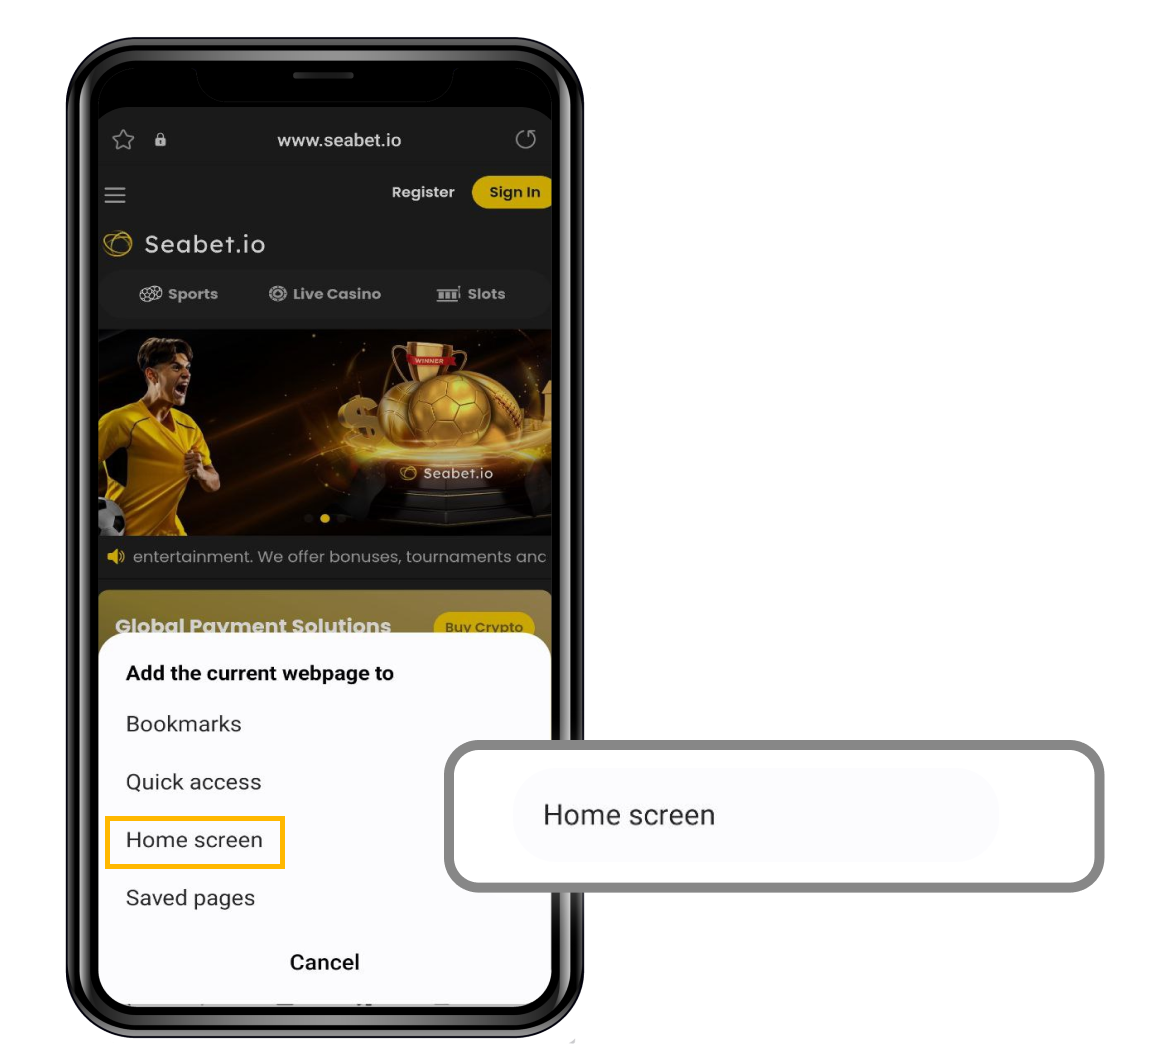 www.seabet.io
Register
Sign In
Seabet.io
Sports
Live Casino
Slots
WINNER
Seabet.io
entertainment. We offer bonuses, tournaments and
Global Payment Solutions
Buy Crypto
Add the current webpage to
Bookmarks
Quick access
Home screen
Saved pages
Cancel
Home screen